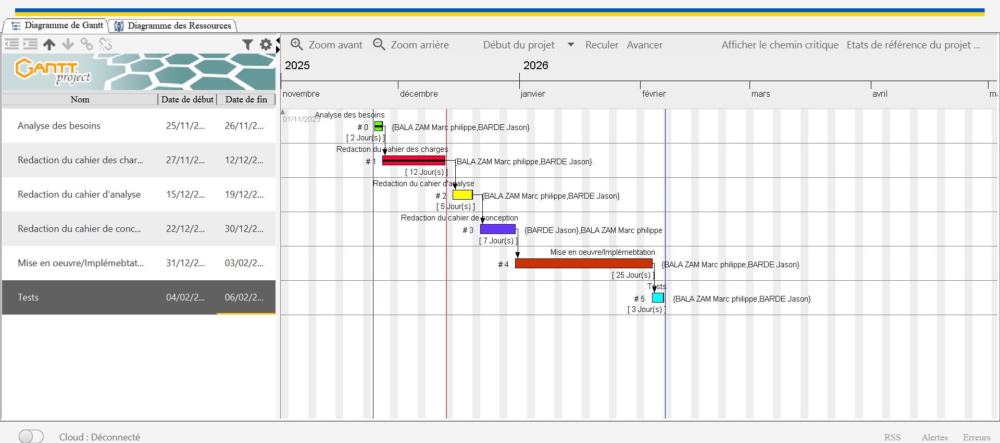 Diagramme de Gantt Diagramme des Ressources
Zoom avant Zoom arrière Début du projet Reculer Avancer Afficher le chemin critique Etats de référence du projet ...
GANTT
project
2025 2026
novembre décembre janvier février mars avril
Nom Date de début Date de fin
01/11/2025
Analyse des besoins 25/11/2... 26/11/2...
Analyse des besoins
# 0 {BALA ZAM Marc philippe,BARDE Jason}
[ 2 Jour(s) ]
Redaction du cahier des char... 27/11/2... 12/12/2...
Redaction du cahier des charges
# 1 {BALA ZAM Marc philippe,BARDE Jason}
[ 12 Jour(s) ]
Redaction du cahier d'analyse 15/12/2... 19/12/2...
Redaction du cahier d'analyse
# 2 {BALA ZAM Marc philippe,BARDE Jason}
[ 5 Jour(s) ]
Redaction du cahier de conc... 22/12/2... 30/12/2...
Redaction du cahier de conception
# 3 {BARDE Jason},BALA ZAM Marc philippe
[ 7 Jour(s) ]
Mise en oeuvre/Implémebtat... 31/12/2... 03/02/2...
Mise en oeuvre/Implémebtation
# 4 {BALA ZAM Marc philippe,BARDE Jason}
[ 25 Jour(s) ]
Tests 04/02/2... 06/02/2...
Tests
# 5 {BALA ZAM Marc philippe,BARDE Jason}
[ 3 Jour(s) ]
Cloud : Déconnecté RSS Alertes Erreurs